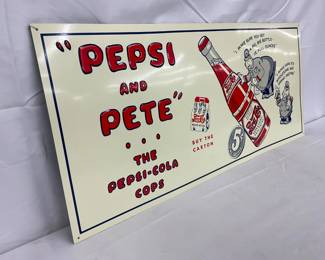 "PEPSI
AND
PETE"
THE
PEPSI-COLA
COPS
BUY THE
CARTON
5¢